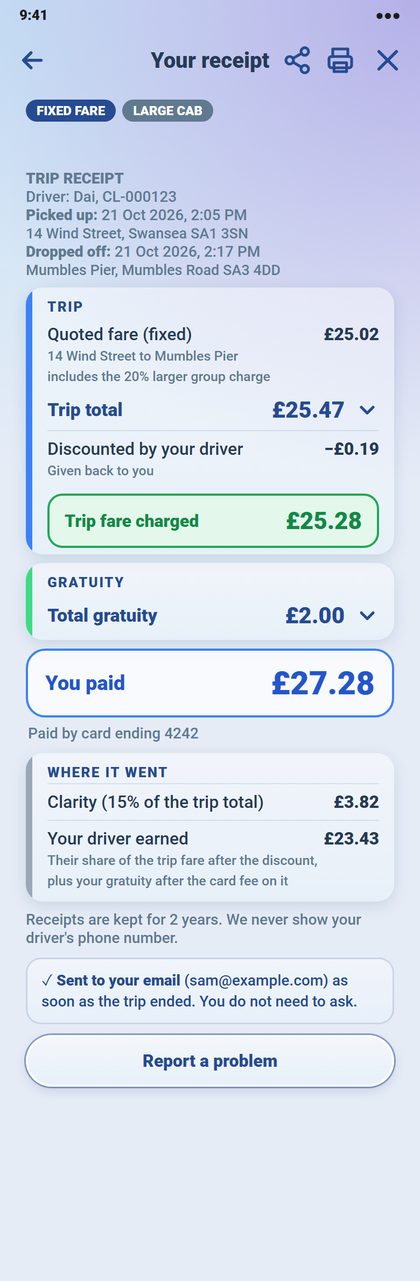 9:41
Your receipt
FIXED FARE LARGE CAB
TRIP RECEIPT
Driver: Dai, CL-000123
Picked up: 21 Oct 2026, 2:05 PM
14 Wind Street, Swansea SA1 3SN
Dropped off: 21 Oct 2026, 2:17 PM
Mumbles Pier, Mumbles Road SA3 4DD
TRIP
Quoted fare (fixed) £25.02
14 Wind Street to Mumbles Pier
includes the 20% larger group charge
Trip total £25.47
Discounted by your driver −£0.19
Given back to you
Trip fare charged £25.28
GRATUITY
Total gratuity £2.00
You paid £27.28
Paid by card ending 4242
WHERE IT WENT
Clarity (15% of the trip total) £3.82
Your driver earned £23.43
Their share of the trip fare after the discount,
plus your gratuity after the card fee on it
Receipts are kept for 2 years. We never show your
driver's phone number.
✓ Sent to your email (sam@example.com) as
soon as the trip ended. You do not need to ask.
Report a problem